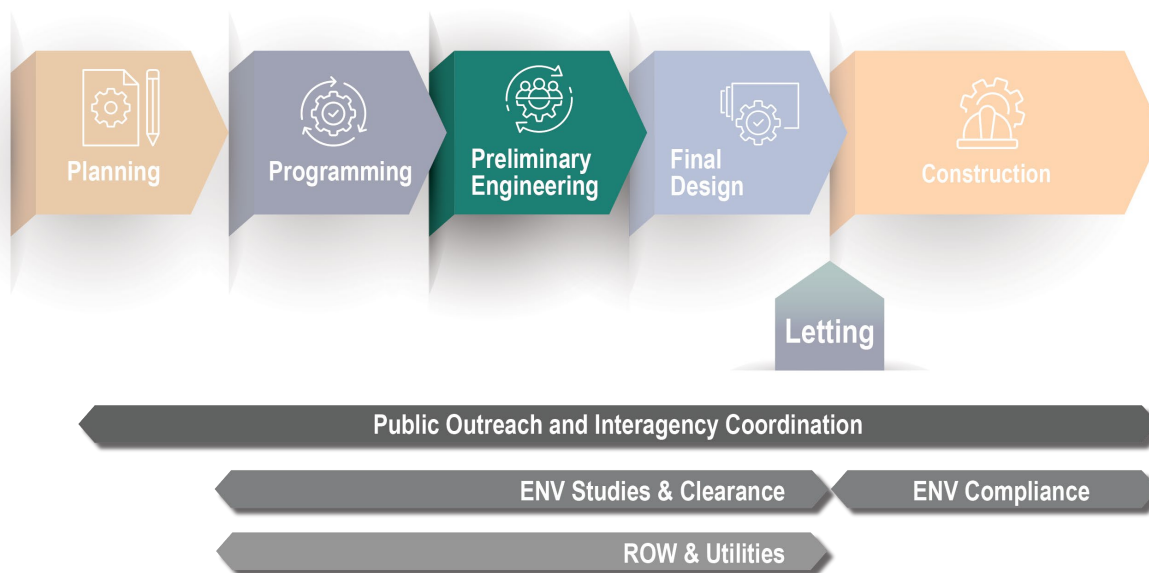 Planning
Programming
Preliminary
Engineering
Final
Design
Construction
Letting
Public Outreach and Interagency Coordination
ENV Studies & Clearance
ENV Compliance
ROW & Utilities